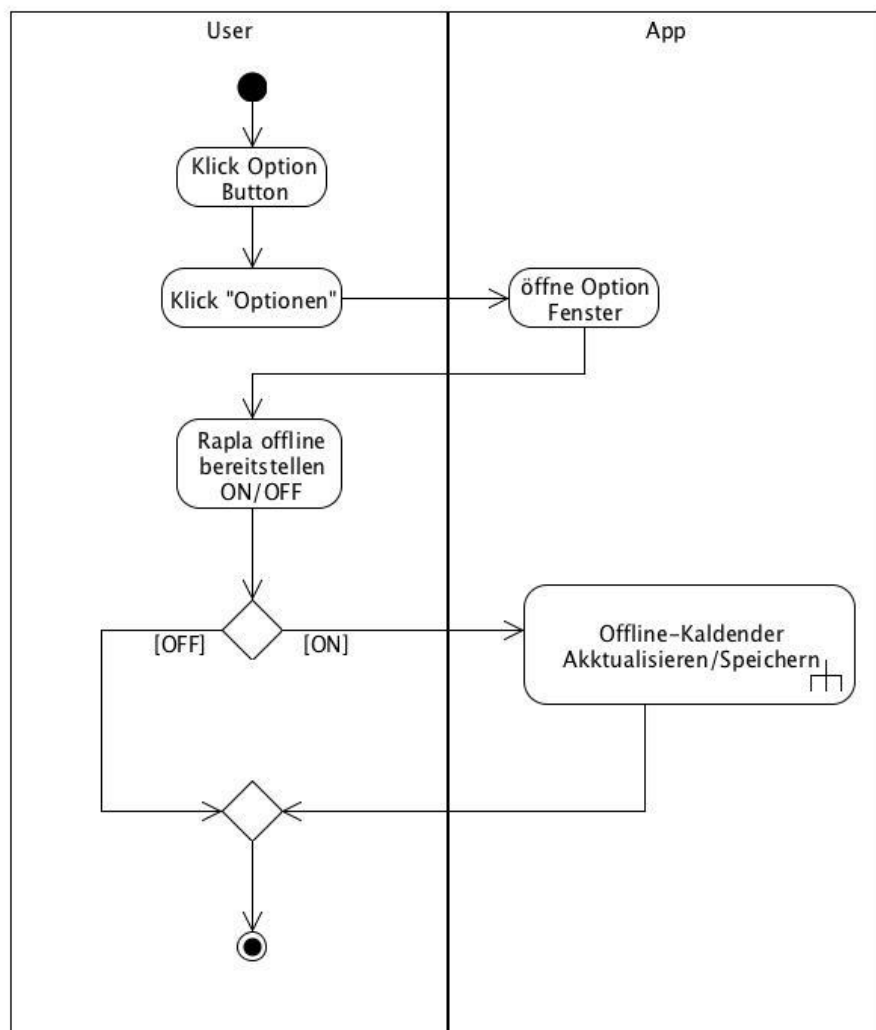 User
App
Klick Option
Button
Klick "Optionen"
öffne Option
Fenster
Rapla offline
bereitstellen
ON/OFF
[OFF]
[ON]
Offline-Kaldender
Akktualisieren/Speichern